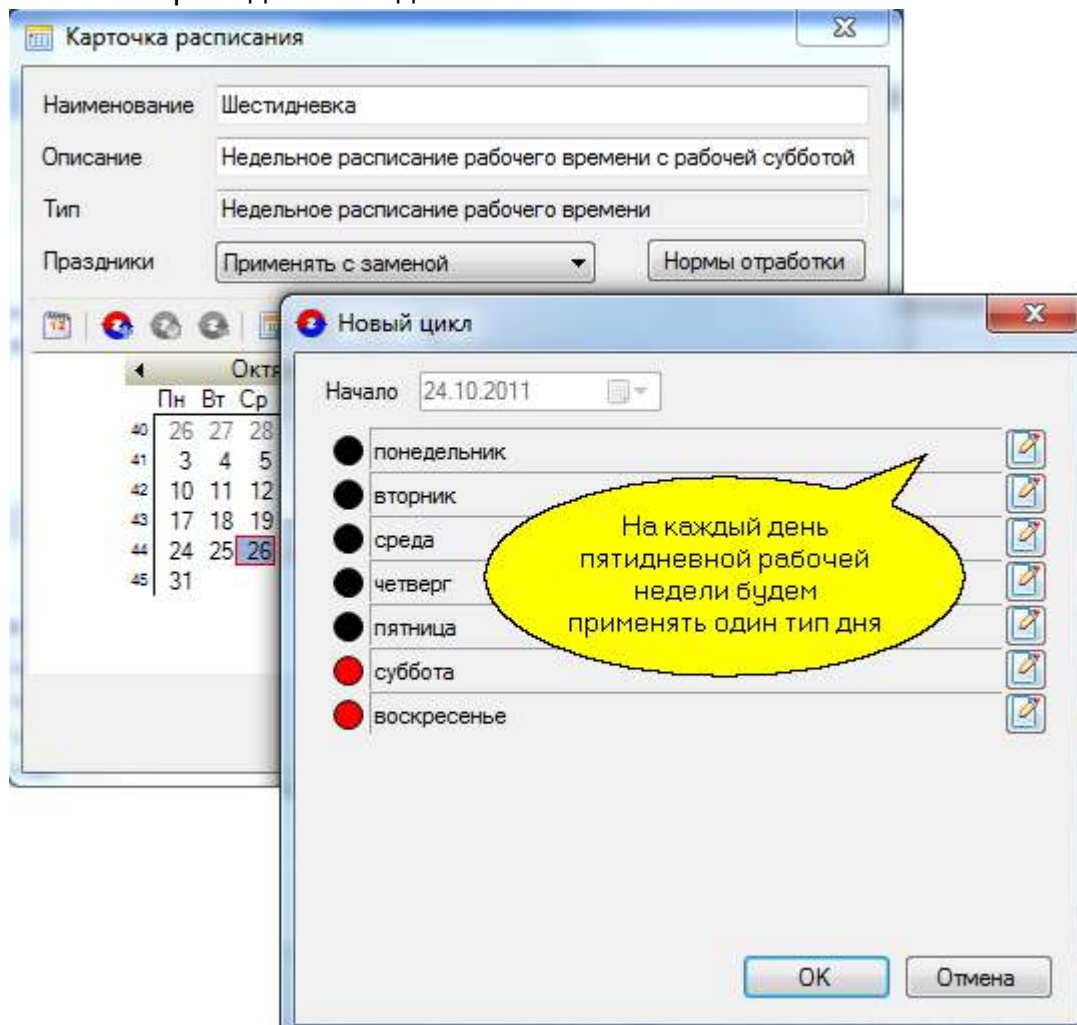 Карточка расписания
Наименование Шестидневка
Описание Недельное расписание рабочего времени с рабочей субботой
Тип Недельное расписание рабочего времени
Праздники Применять с заменой Нормы отработки
12
Октя
Пн Вт Ср
40 26 27 28
41 3 4 5
42 10 11 12
43 17 18 19
44 24 25 26
45 31
Новый цикл
Начало 24.10.2011
понедельник
вторник
среда
четверг
пятница
суббота
воскресенье
На каждый день
пятидневной рабочей
недели будем
применять один тип дня
OK Отмена